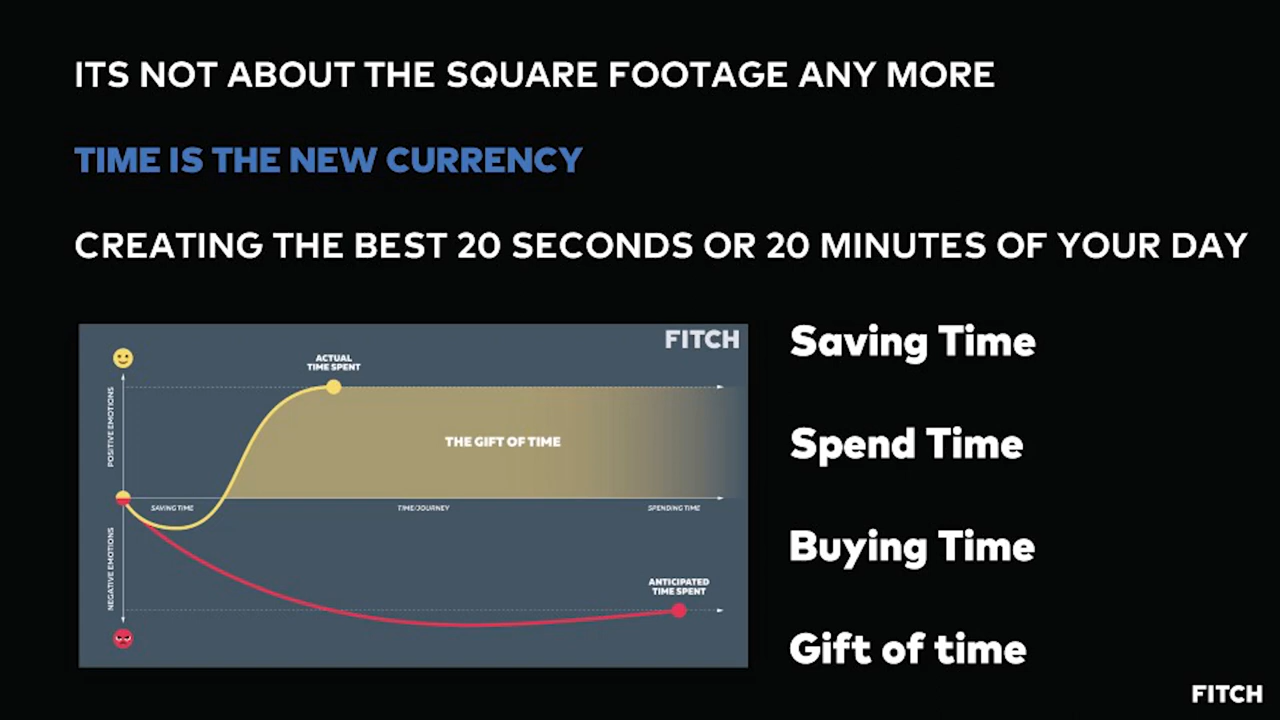 ITS NOT ABOUT THE SQUARE FOOTAGE ANY MORE
TIME IS THE NEW CURRENCY
CREATING THE BEST 20 SECONDS OR 20 MINUTES OF YOUR DAY
FITCH
ACTUAL
TIME SPENT
POSITIVE EMOTIONS
THE GIFT OF TIME
SAVING TIME
TIME/JOURNEY
SPENDING TIME
NEGATIVE EMOTIONS
ANTICIPATED
TIME SPENT
Saving Time
Spend Time
Buying Time
Gift of time
FITCH